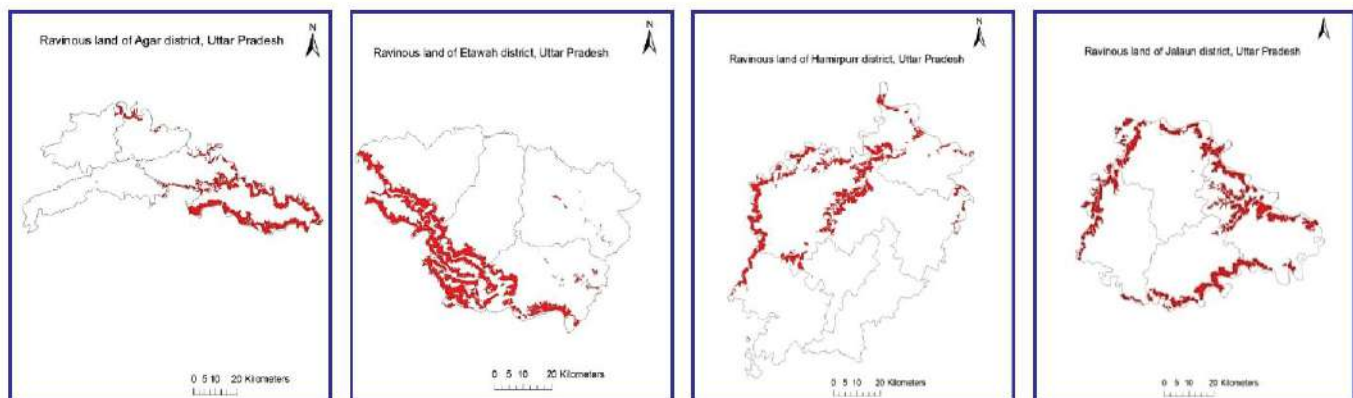 N
Ravinous land of Agar district, Uttar Pradesh
0 5 10 20 Kilometers
N
Ravinous land of Etawah district, Uttar Pradesh
0 5 10 20 Kilometers
N
Ravinous land of Hamirpurr district, Uttar Pradesh
0 5 10 20 Kilometers
Ravinous land of Jalaun district, Uttar Pradesh
0 5 10 20 Kilometers